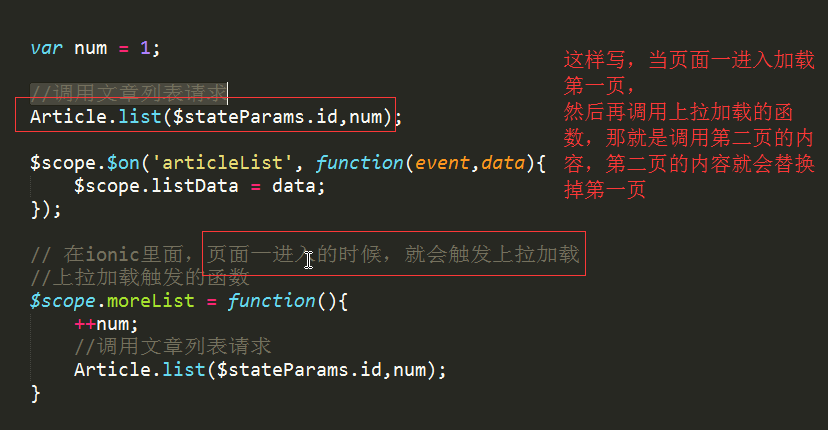 var num = 1;
//调用文章列表请求
Article.list($stateParams.id,num);
$scope.$on('articleList', function(event,data){
$scope.listData = data;
});
// 在ionic里面，页面一进入的时候，就会触发上拉加载
//上拉加载触发的函数
$scope.moreList = function(){
++num;
//调用文章列表请求
Article.list($stateParams.id,num);
}
这样写，当页面一进入加载
第一页，
然后再调用上拉加载的函
数，那就是调用第二页的内
容，第二页的内容就会替换
掉第一页